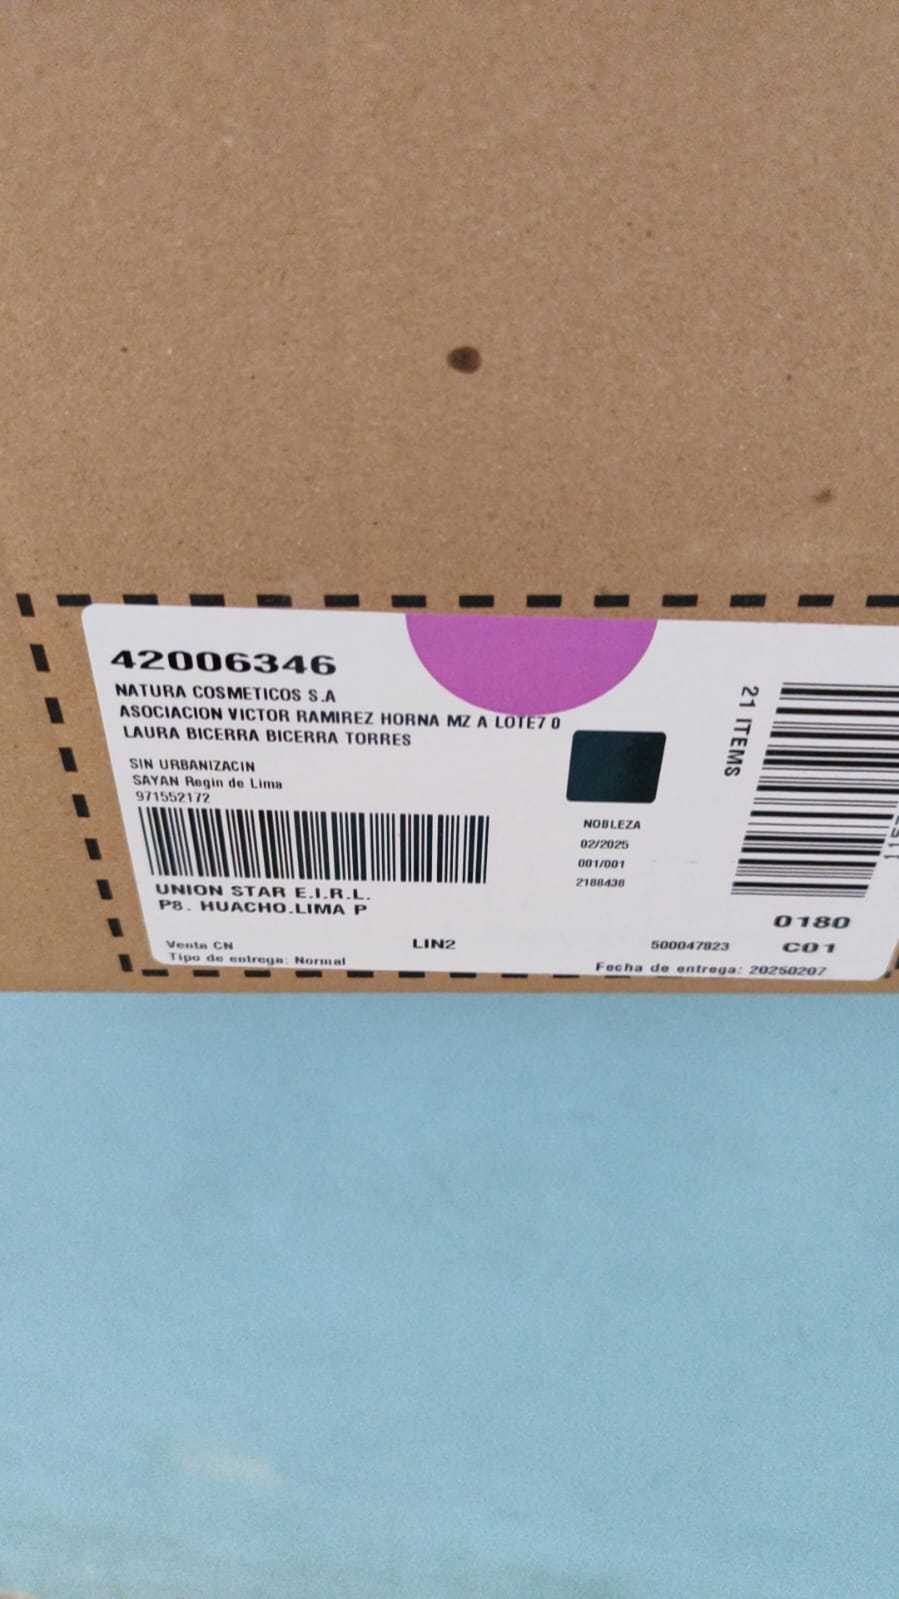 42006346
NATURA COSMETICOS S.A
ASOCIACION VICTOR RAMIREZ HORNA MZ A LOTE7 0
LAURA BICERRA BICERRA TORRES
SIN URBANIZACIN
SAYAN Regin de Lima
971552172
UNION STAR E.I.R.L.
P8. HUACHO.LIMA P
Venta CN
LIN2
Tipo de entrega: Normal
NOBLEZA
02/2025
001/001
2188438
500047823
Fecha de entrega: 20250207
21 ITEMS
0180
C01